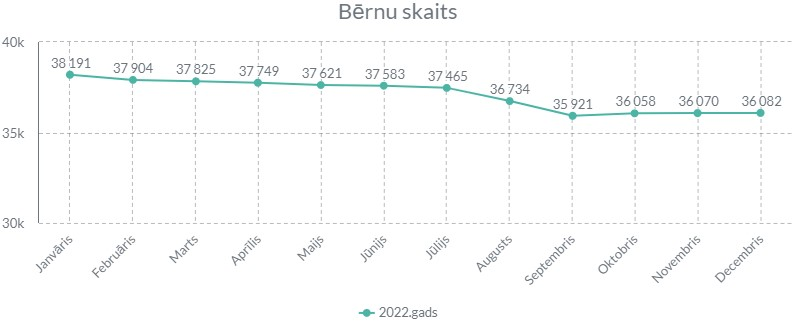 Bērnu skaits
40k
38 191
37 904
37 825
37 749
37 621
37 583
37 465
36 734
35 921
36 058
36 070
36 082
35k
30k
Janvāris
Februāris
Marts
Aprīlis
Maijs
Jūnijs
Jūlijs
Augusts
Septembris
Oktobris
Novembris
Decembris
2022.gads